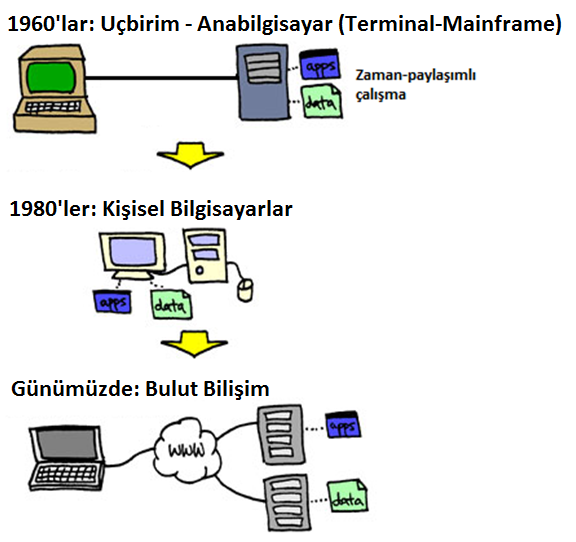 1960'lar: Uçbirim - Anabilgisayar (Terminal-Mainframe)
apps
data
Zaman-paylaşımlı
çalışma
1980'ler: Kişisel Bilgisayarlar
apps
data
Günümüzde: Bulut Bilişim
www
apps
data